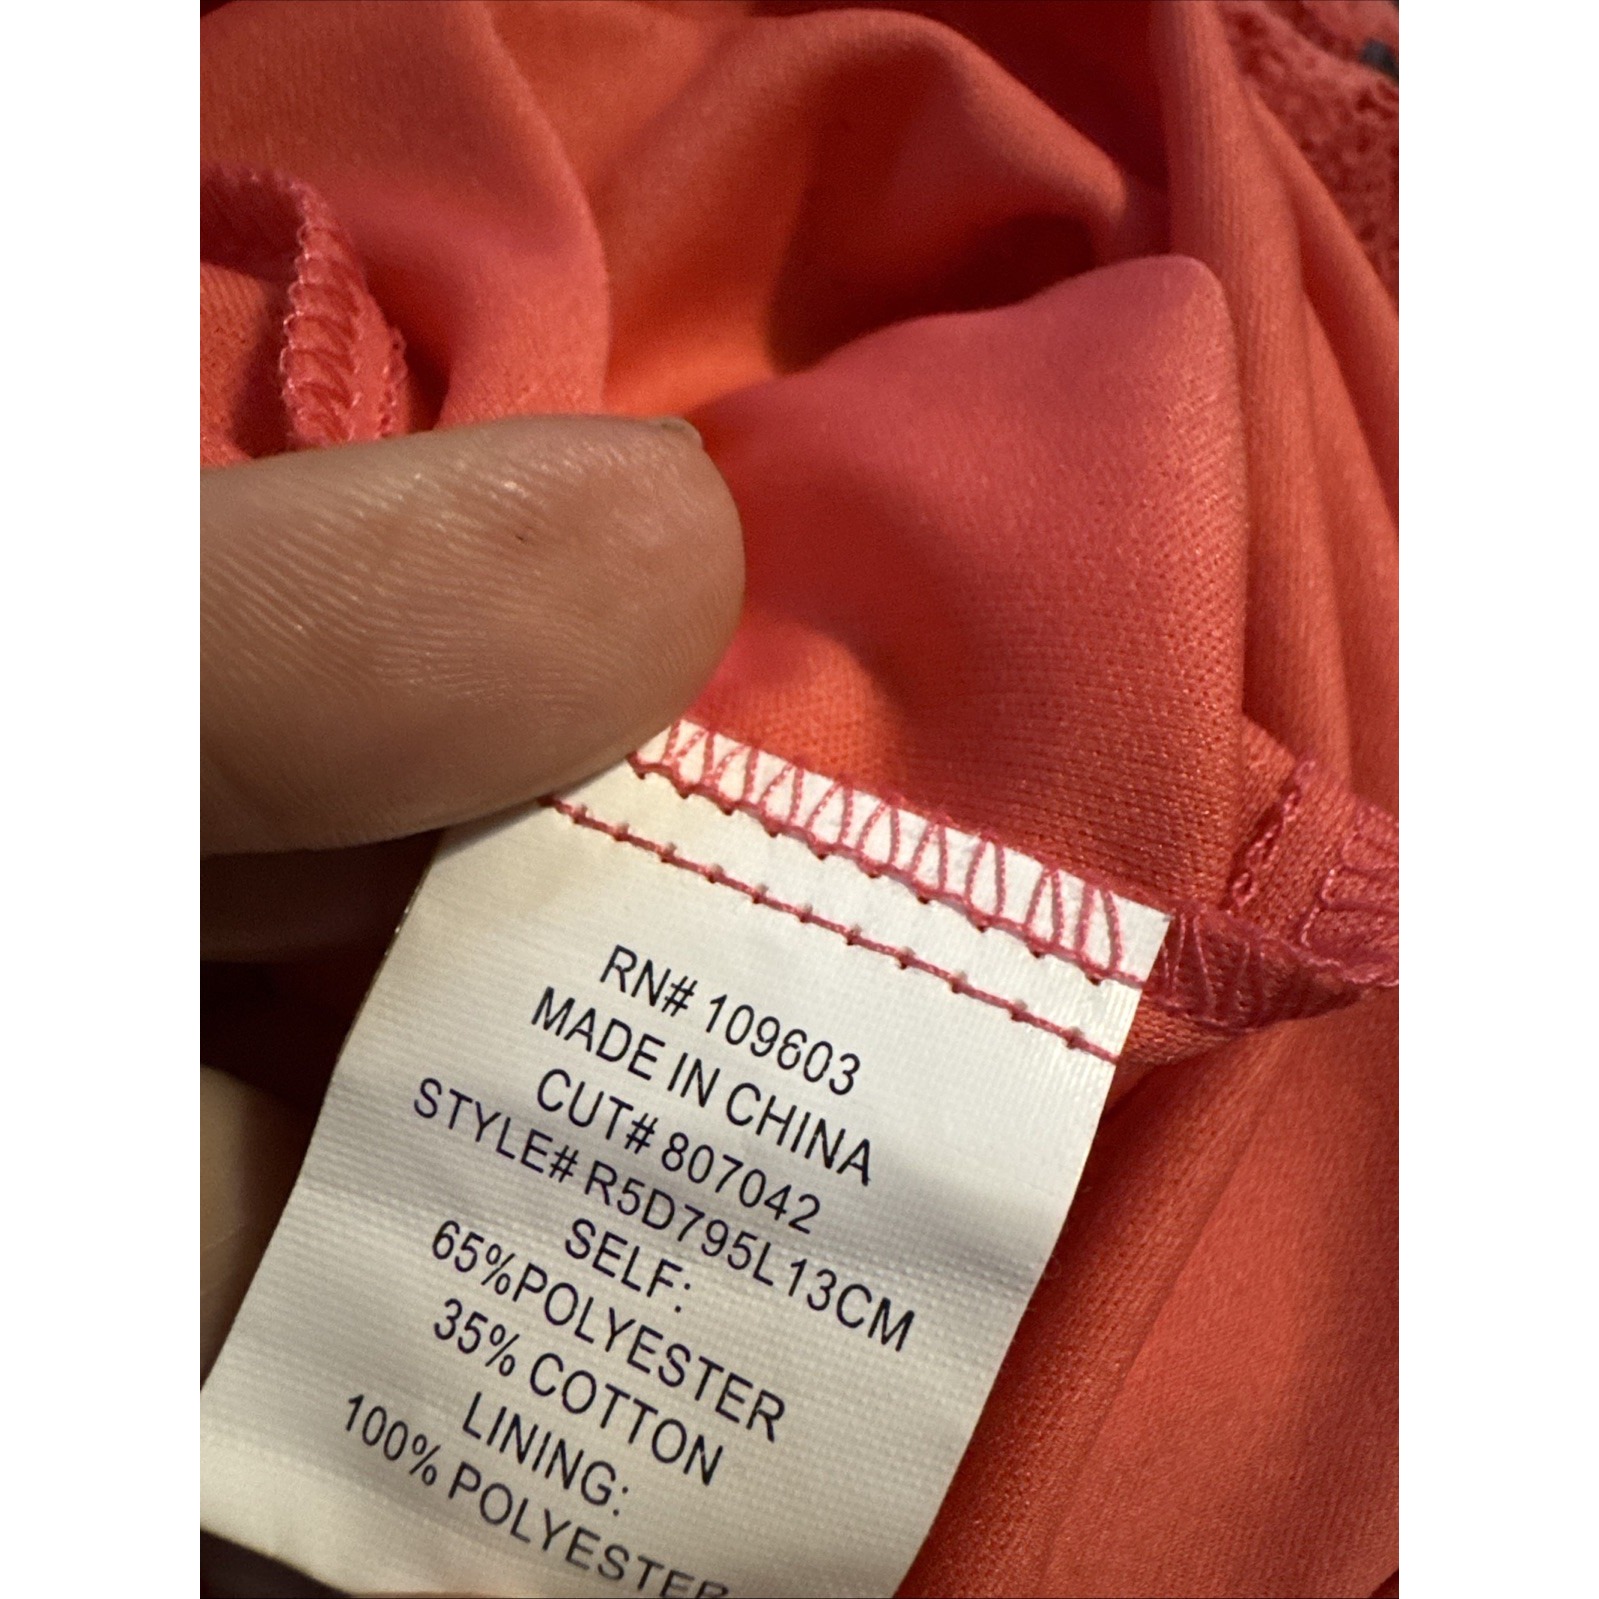 RN# 109603
MADE IN CHINA
CUT# 807042
STYLE# R5D795L13CM
SELF:
65%POLYESTER
35% COTTON
LINING:
100% POLYESTER